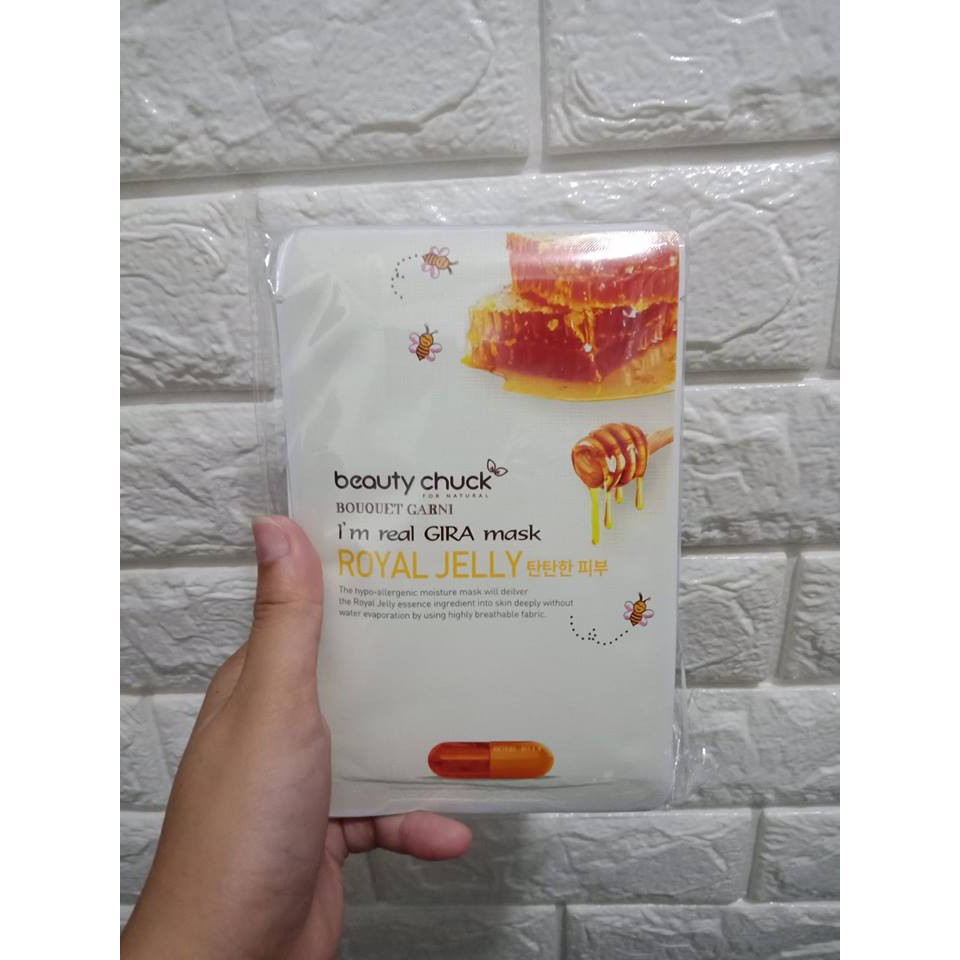 beauty chuck
FOR NATURAL
BOUQUET GARNI
I'm real GIRA mask
ROYAL JELLY 탄탄한 피부
The hypo-allergenic moisture mask will deilver
the Royal Jelly essence ingredient into skin deeply without
water evaporation by using highly breathable fabric.
ROYAL JELLY